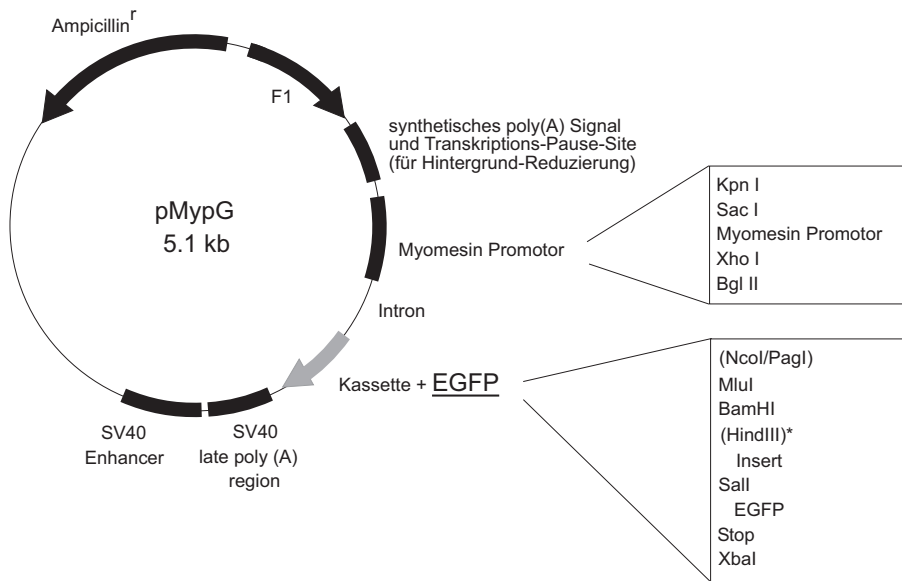 Ampicillin^r
F1
synthetisches poly(A) Signal
und Transkriptions-Pause-Site
(für Hintergrund-Reduzierung)
pMypG
5.1 kb
Myomesin Promotor
Intron
Kassette + EGFP
SV40
Enhancer
SV40
late poly (A)
region
Kpn I
Sac I
Myomesin Promotor
Xho I
Bgl II
(NcoI/PagI)
MluI
BamHI
(HindIII)*
Insert
SalI
EGFP
Stop
XbaI